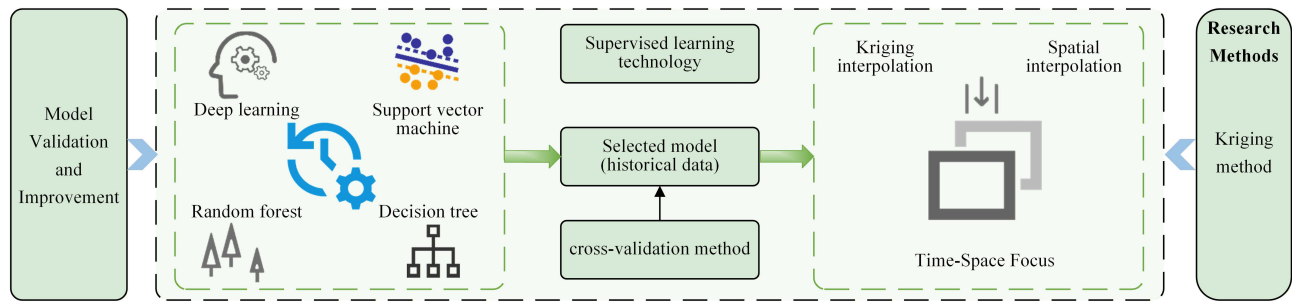 Model
Validation
and
Improvement
Deep learning
Support vector
machine
Random forest
Decision tree
Supervised learning
technology
Selected model
(historical data)
cross-validation method
Kriging
interpolation
Spatial
interpolation
Time-Space Focus
Research
Methods
Kriging
method